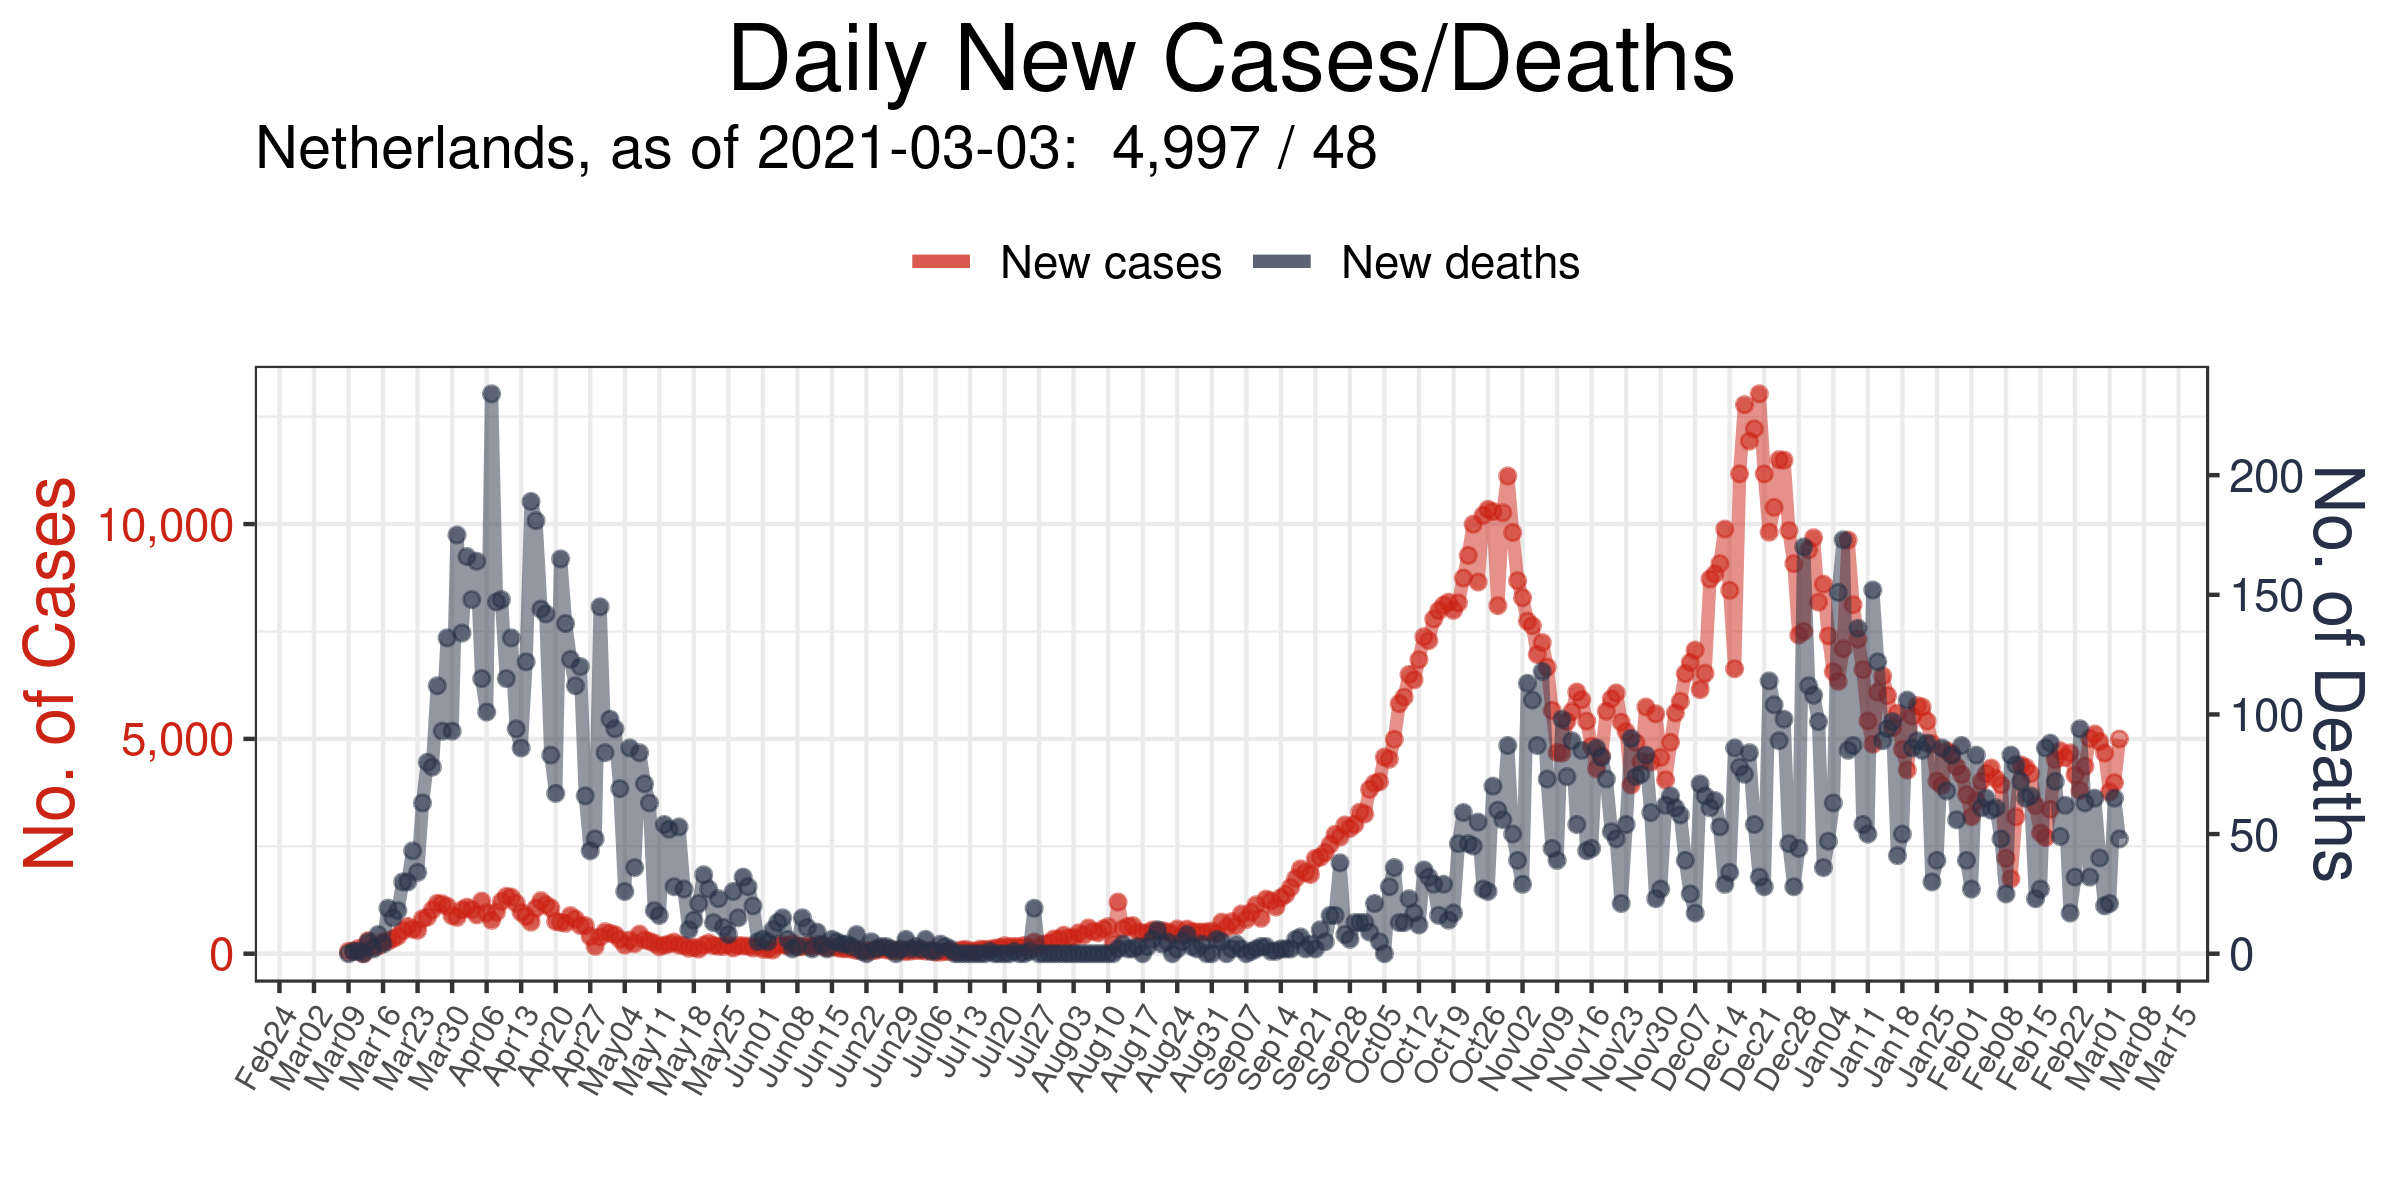 Daily New Cases/Deaths
Netherlands, as of 2021-03-03:  4,997 / 48
New cases New deaths
No. of Cases
10,000
5,000
0
200
150
100
50
0
No. of Deaths
Feb24 Mar02 Mar09 Mar16 Mar23 Mar30 Apr06 Apr13 Apr20 Apr27 May04 May11 May18 May25 Jun01 Jun08 Jun15 Jun22 Jun29 Jul06 Jul13 Jul20 Jul27 Aug03 Aug10 Aug17 Aug24 Aug31 Sep07 Sep14 Sep21 Sep28 Oct05 Oct12 Oct19 Oct26 Nov02 Nov09 Nov16 Nov23 Nov30 Dec07 Dec14 Dec21 Dec28 Jan04 Jan11 Jan18 Jan25 Feb01 Feb08 Feb15 Feb22 Mar01 Mar08 Mar15